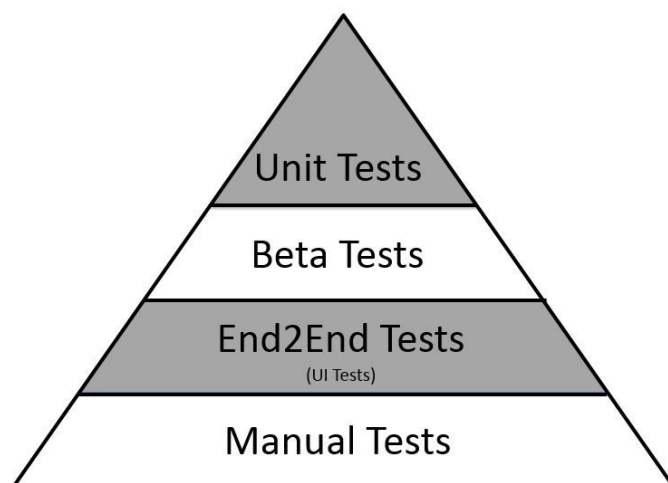 Unit Tests
Beta Tests
End2End Tests
(UI Tests)
Manual Tests